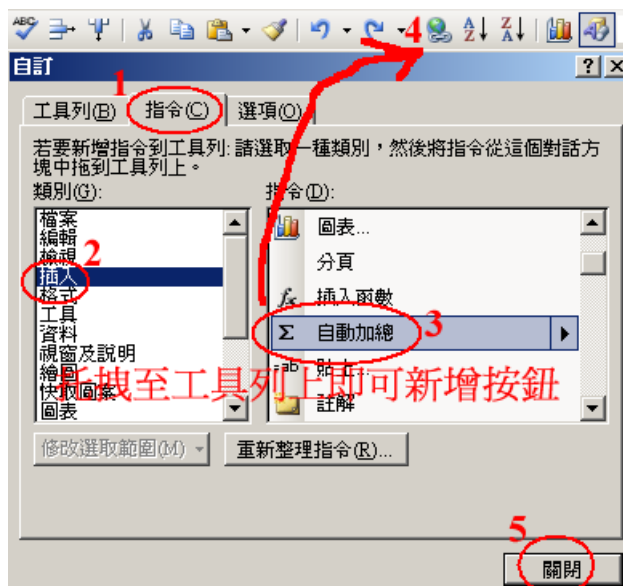 ABC
4
A
Z
Z
A
自訂
1
工具列(B)
指令(C)
選項(O)
若要新增指令到工具列: 請選取一種類別，然後將指令從這個對話方
塊中拖到工具列上。
類別(G):
指令(D):
檔案
編輯
檢視
2
插入
格式
工具
資料
視窗及說明
繪圖
快取圖案
圖表
圖表...
分頁
fx 插入函數
Σ 自動加總
3
貼上...
註解
拖拽至工具列上即可新增按鈕
修改選取範圍(M)
重新整理指令(R)...
5
關閉